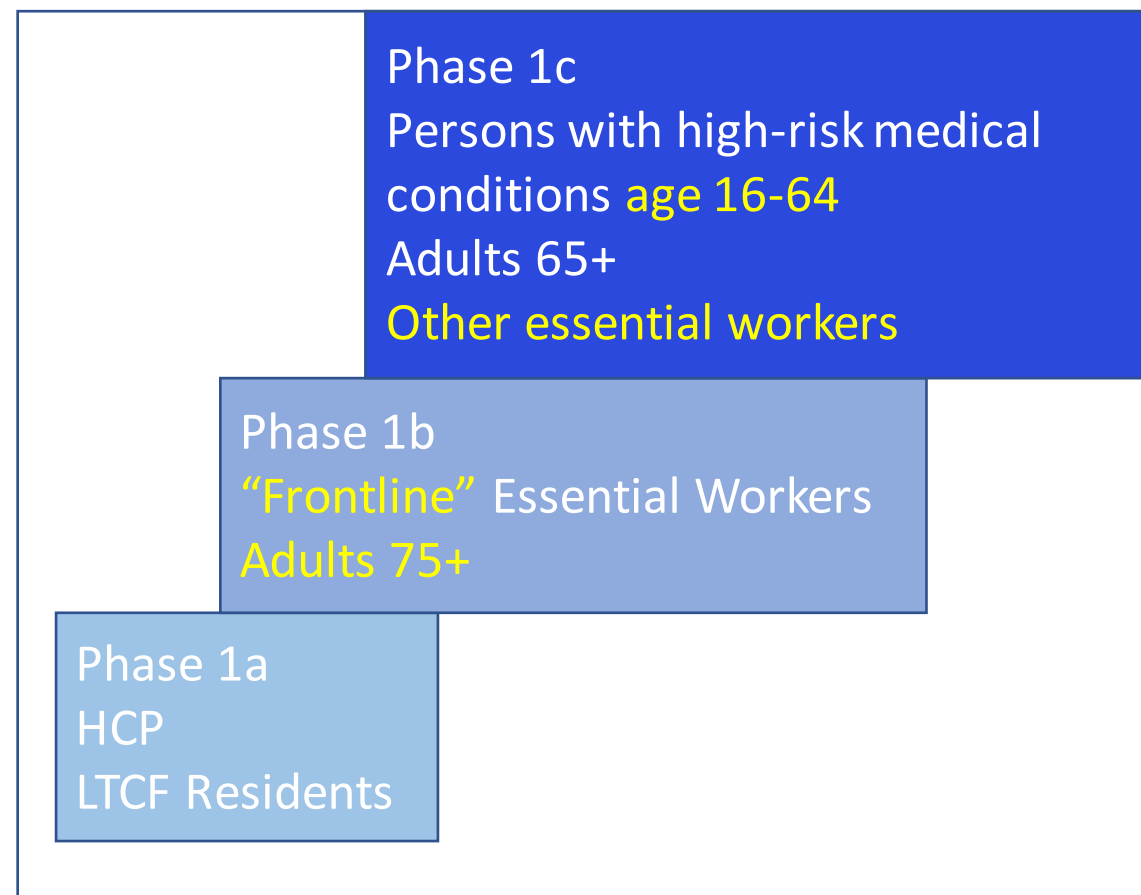 Phase 1c
Persons with high-risk medical
conditions age 16-64
Adults 65+
Other essential workers
Phase 1b
“Frontline” Essential Workers
Adults 75+
Phase 1a
HCP
LTCF Residents